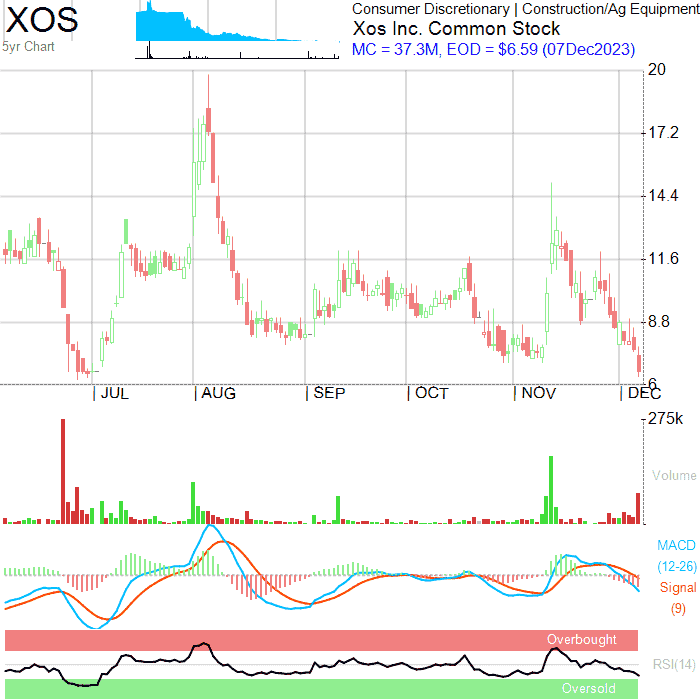 XOS
5yr Chart
Consumer Discretionary | Construction/Ag Equipment
Xos Inc. Common Stock
MC = 37.3M, EOD = $6.59 (07Dec2023)
20
17.2
14.4
11.6
8.8
6
JUL AUG SEP OCT NOV DEC
275k
Volume
MACD
(12-26)
Signal
(9)
Overbought
RSI(14)
Oversold